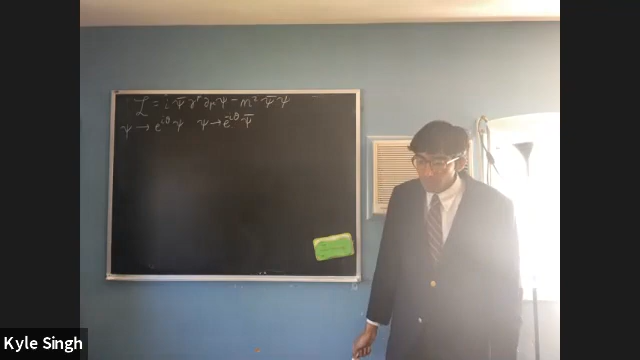 ℒ = i ψ̄ γ^μ ∂_μ ψ − m² ψ̄ ψ
ψ → e^{iθ} ψ ψ → e^{-iθ} ψ̄
Kyle Singh